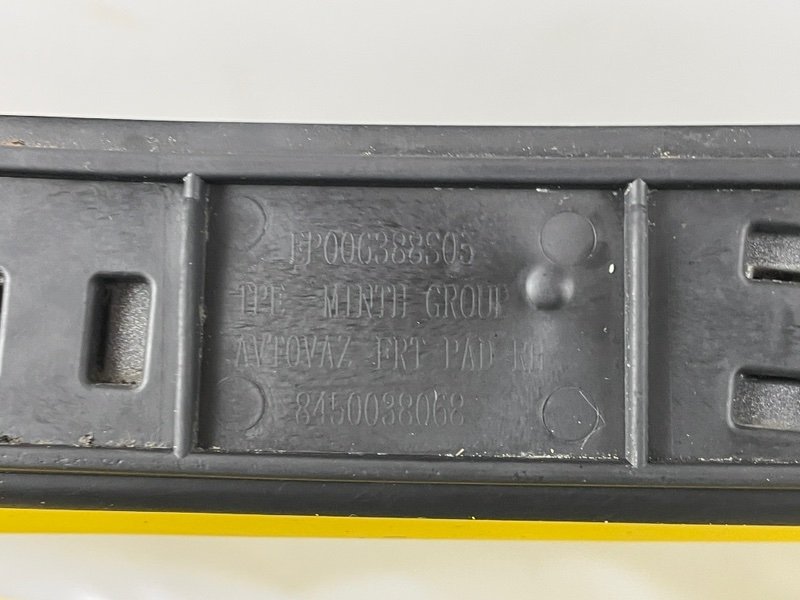 FP00G388S05
TPE MINTH GROUP
AVTOVAZ FRT PAD RH
8450038068